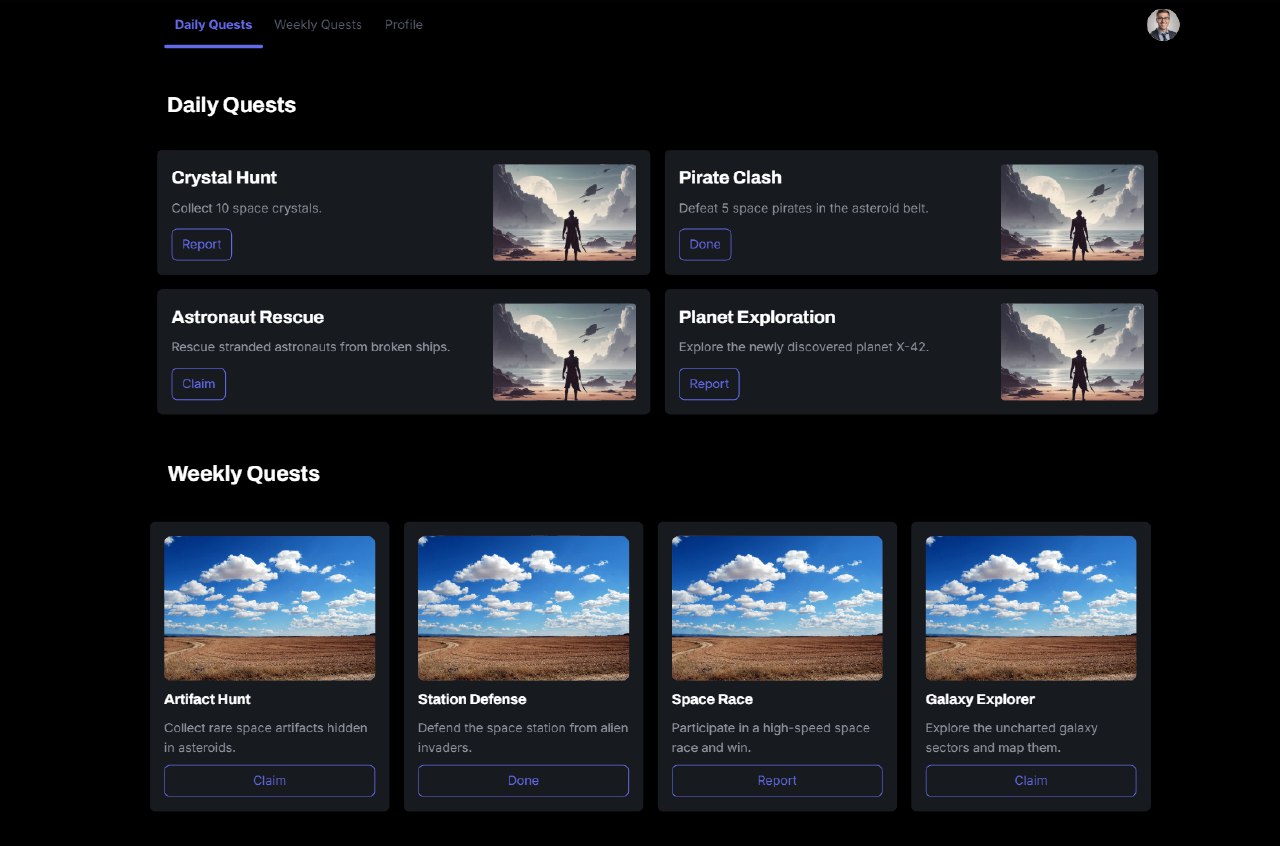 Daily Quests
Weekly Quests
Profile
Daily Quests
Crystal Hunt
Collect 10 space crystals.
Report
Pirate Clash
Defeat 5 space pirates in the asteroid belt.
Done
Astronaut Rescue
Rescue stranded astronauts from broken ships.
Claim
Planet Exploration
Explore the newly discovered planet X-42.
Report
Weekly Quests
Artifact Hunt
Collect rare space artifacts hidden
in asteroids.
Claim
Station Defense
Defend the space station from alien
invaders.
Done
Space Race
Participate in a high-speed space
race and win.
Report
Galaxy Explorer
Explore the uncharted galaxy
sectors and map them.
Claim